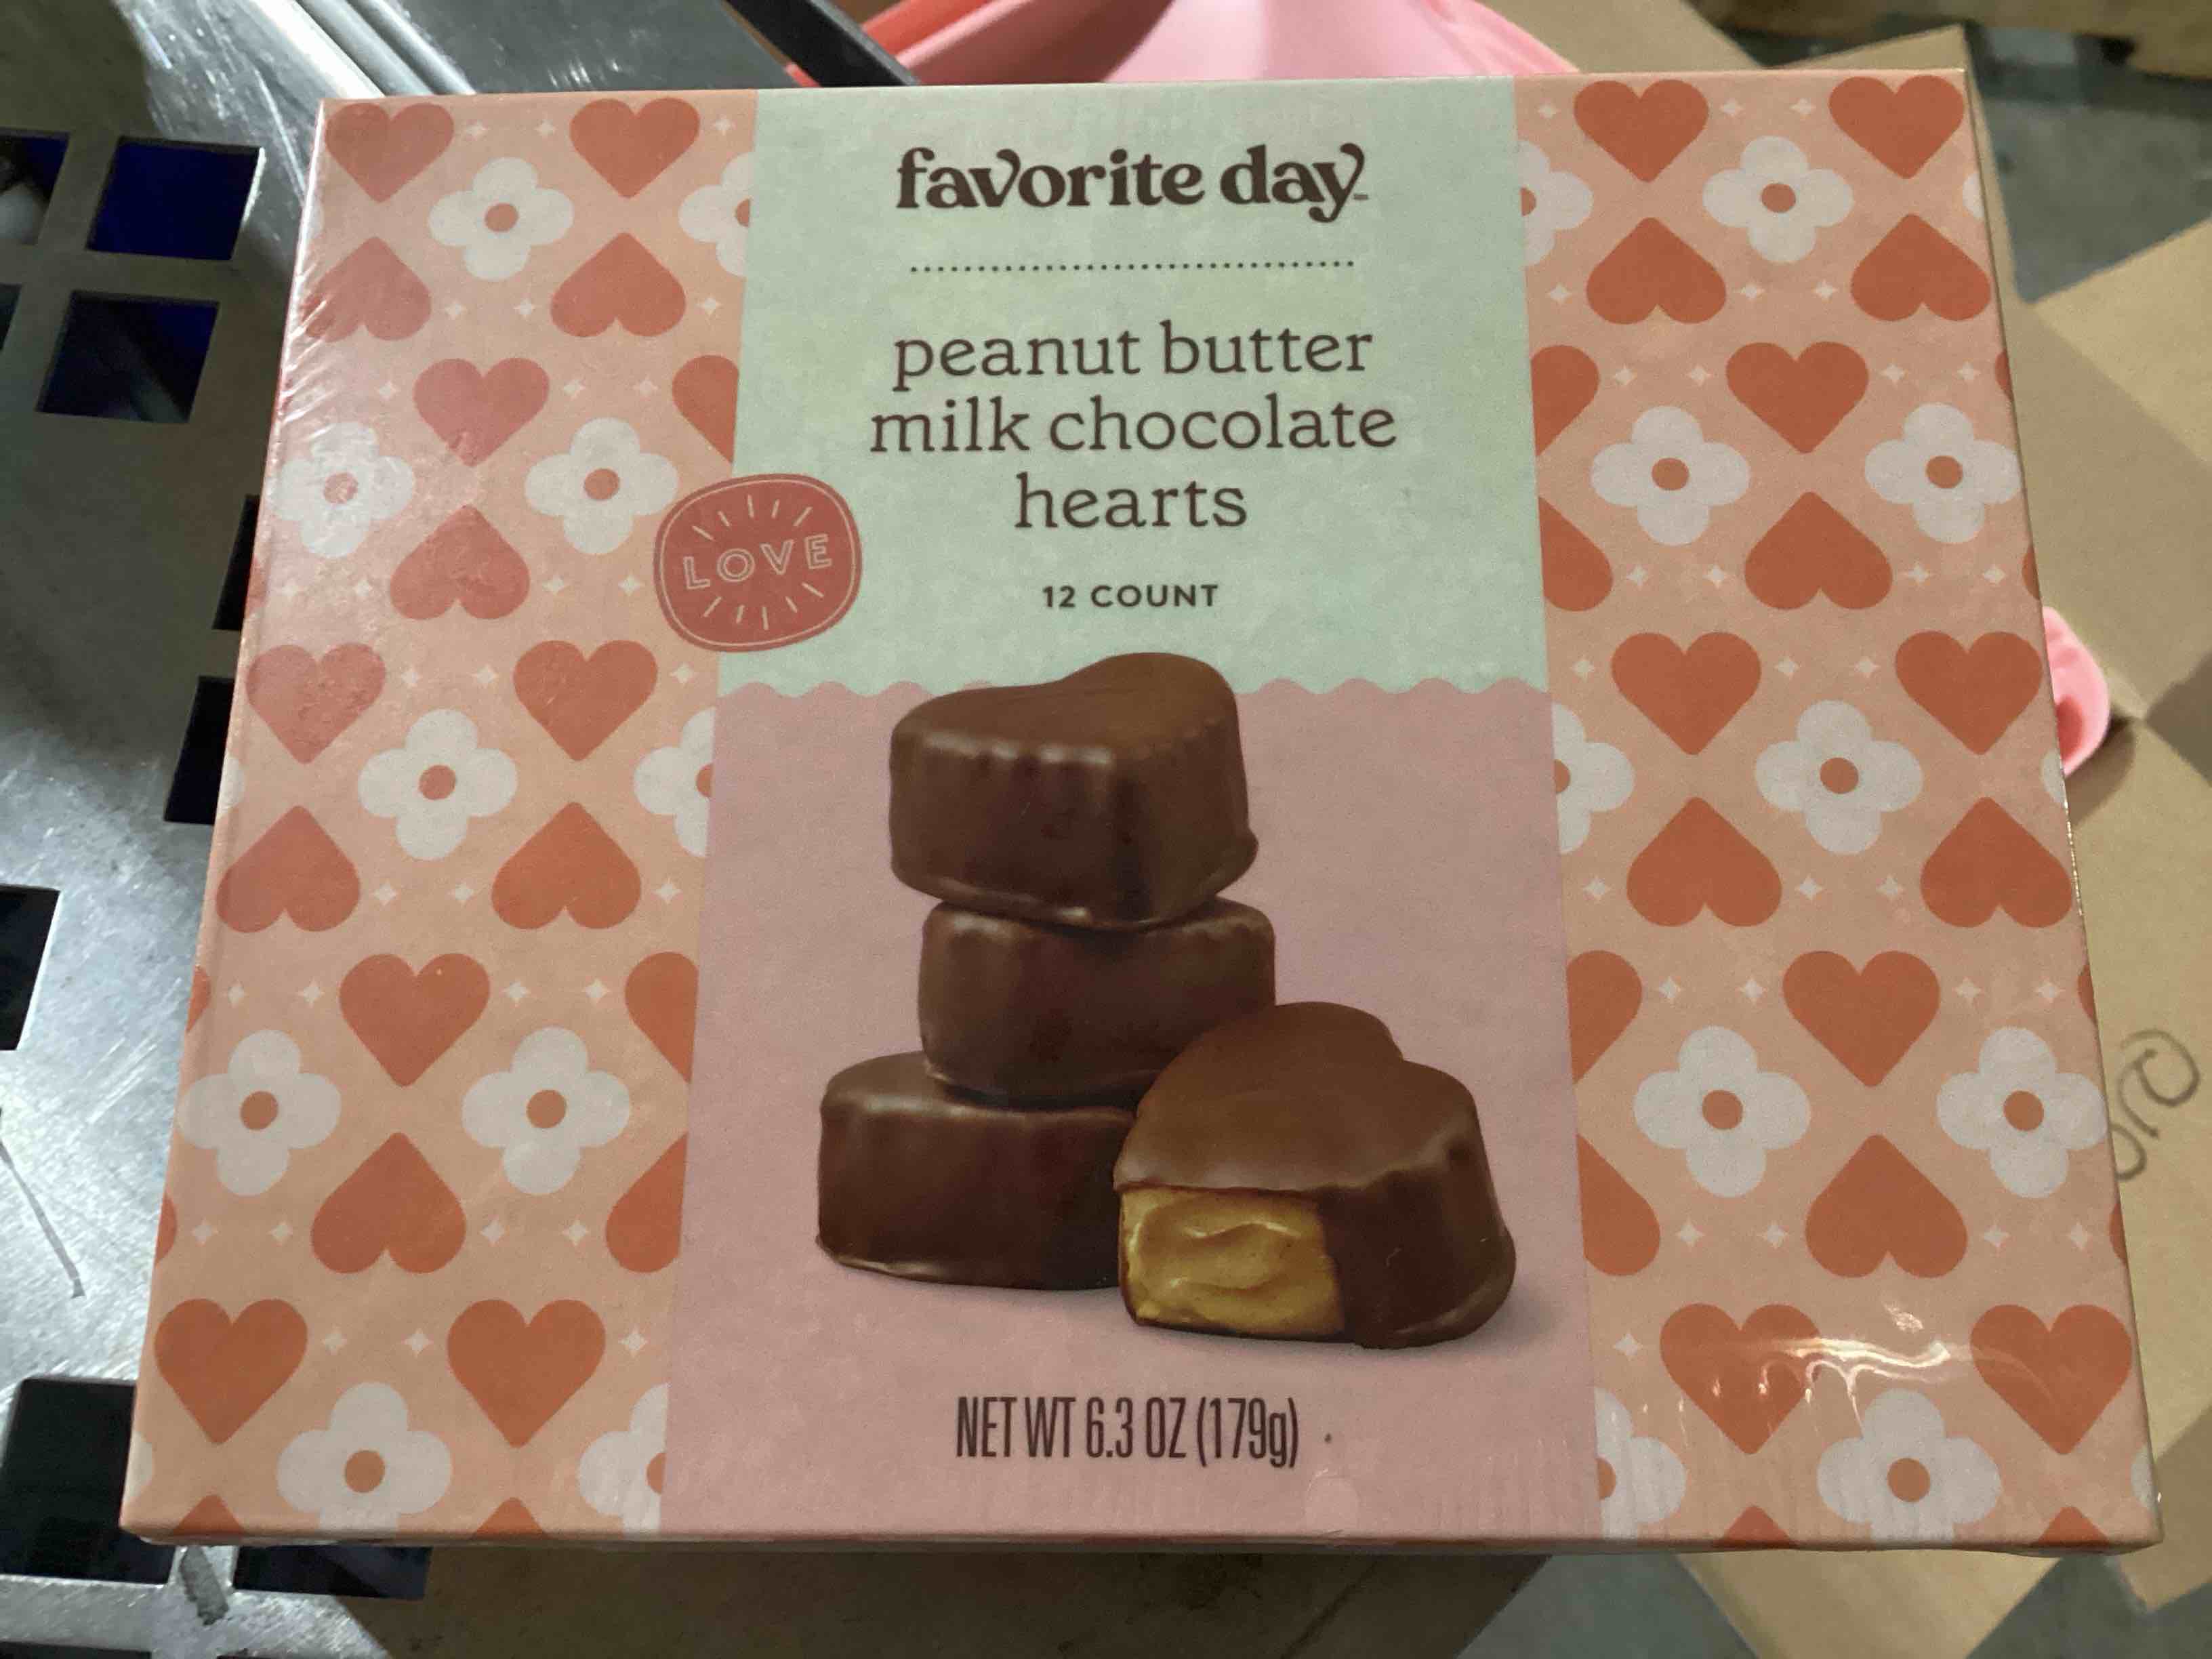 favorite day
peanut butter
milk chocolate
hearts
LOVE
12 COUNT
NET WT 6.3 OZ (179g)